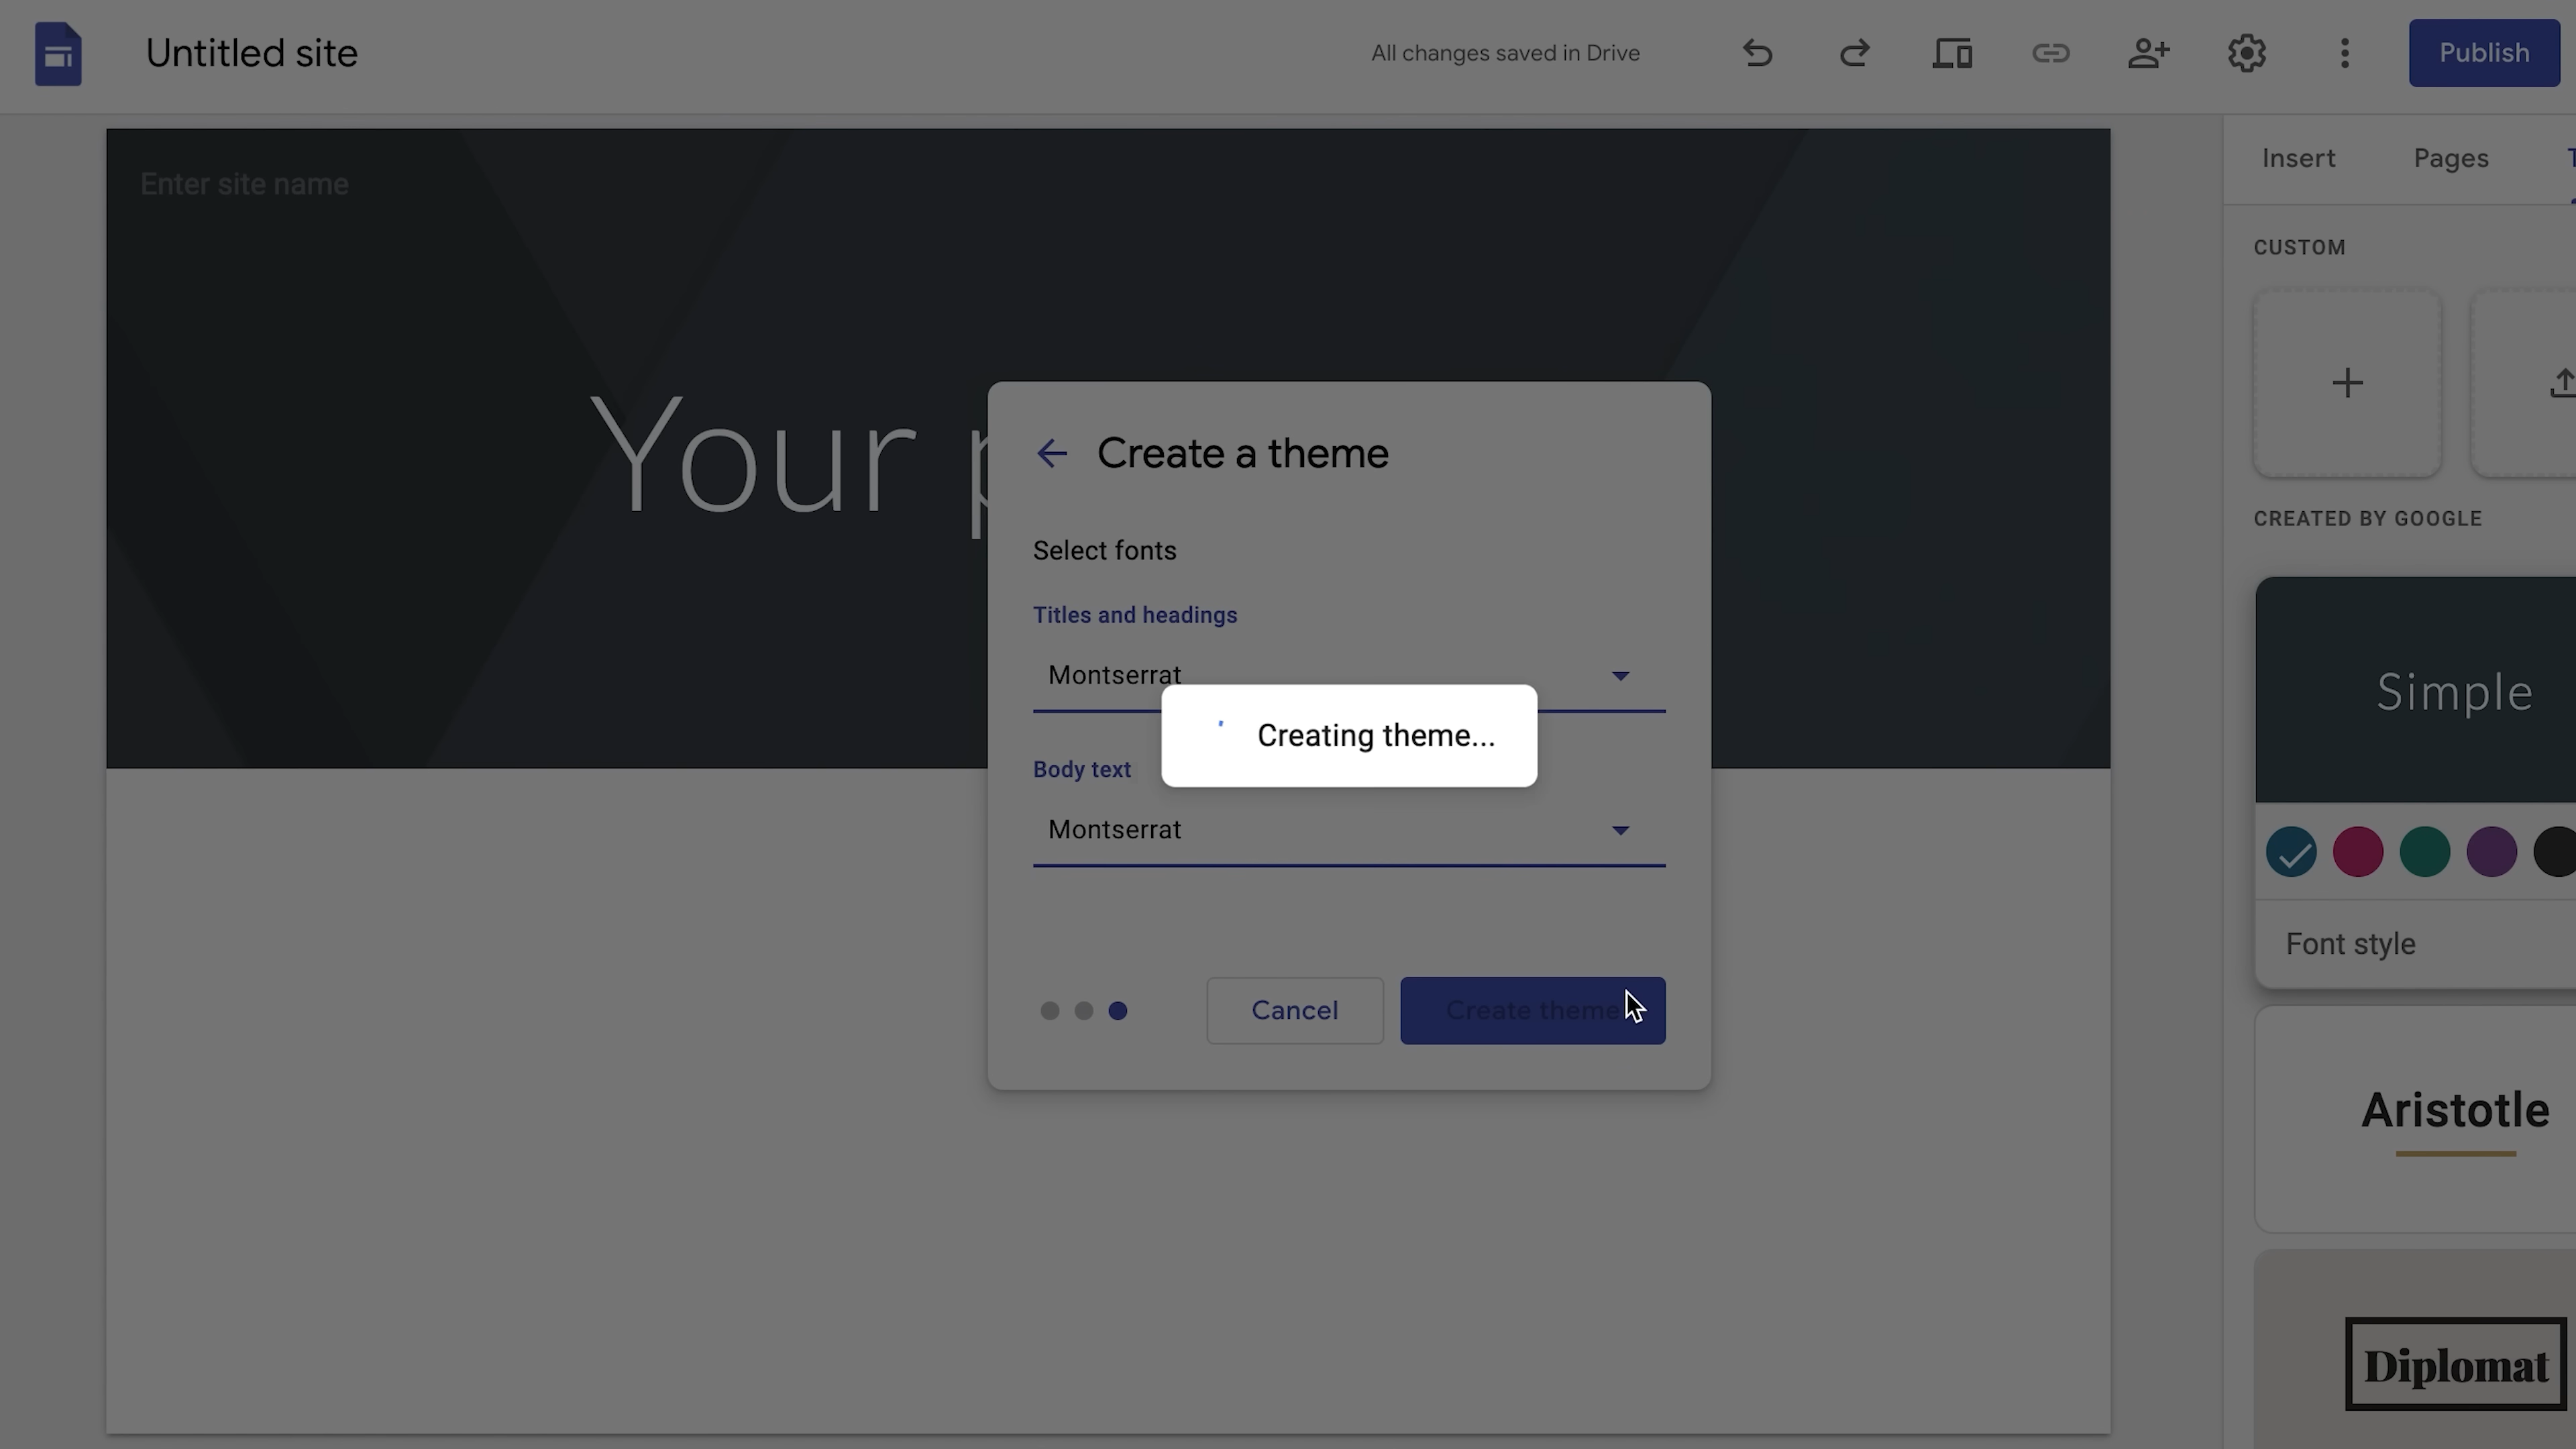 Untitled site
All changes saved in Drive
Publish
Enter site name
Insert
Pages
Your
CUSTOM
CREATED BY GOOGLE
Create a theme
Select fonts
Titles and headings
Montserrat
Creating theme...
Body text
Montserrat
Cancel
Create theme
Simple
Font style
Aristotle
Diplomat